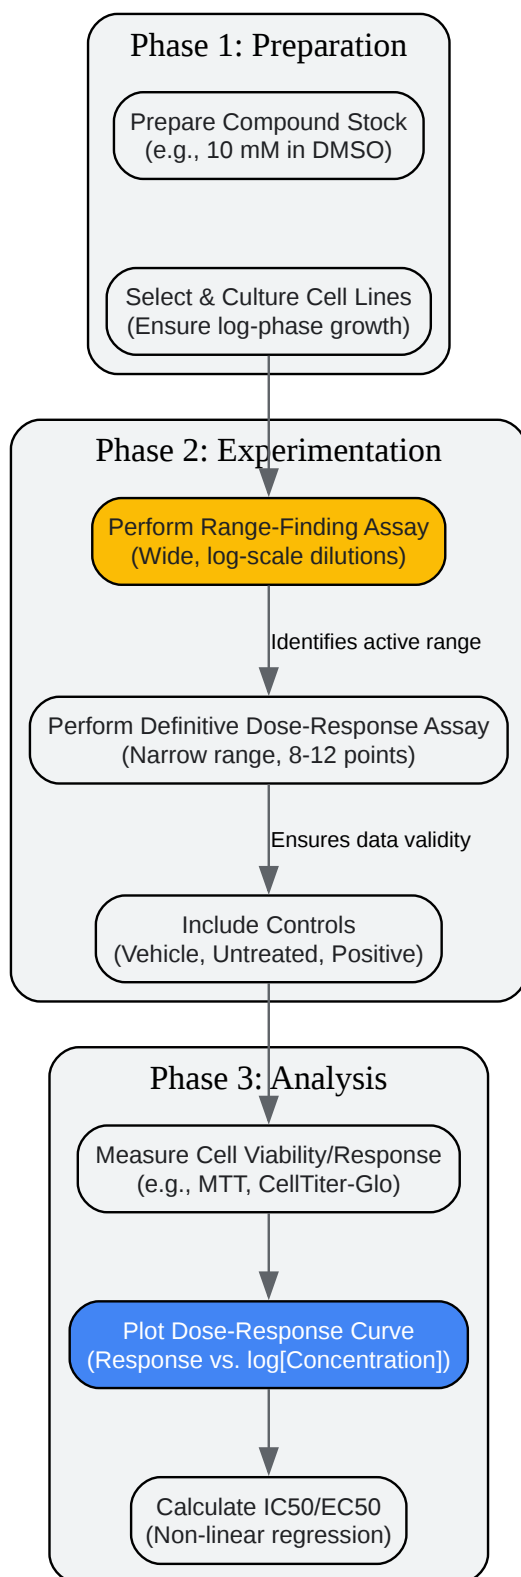 Phase 1: Preparation
Prepare Compound Stock
(e.g., 10 mM in DMSO)
Select & Culture Cell Lines
(Ensure log-phase growth)
Phase 2: Experimentation
Perform Range-Finding Assay
(Wide, log-scale dilutions)
Identifies active range
Perform Definitive Dose-Response Assay
(Narrow range, 8-12 points)
Ensures data validity
Include Controls
(Vehicle, Untreated, Positive)
Phase 3: Analysis
Measure Cell Viability/Response
(e.g., MTT, CellTiter-Glo)
Plot Dose-Response Curve
(Response vs. log[Concentration])
Calculate IC50/EC50
(Non-linear regression)